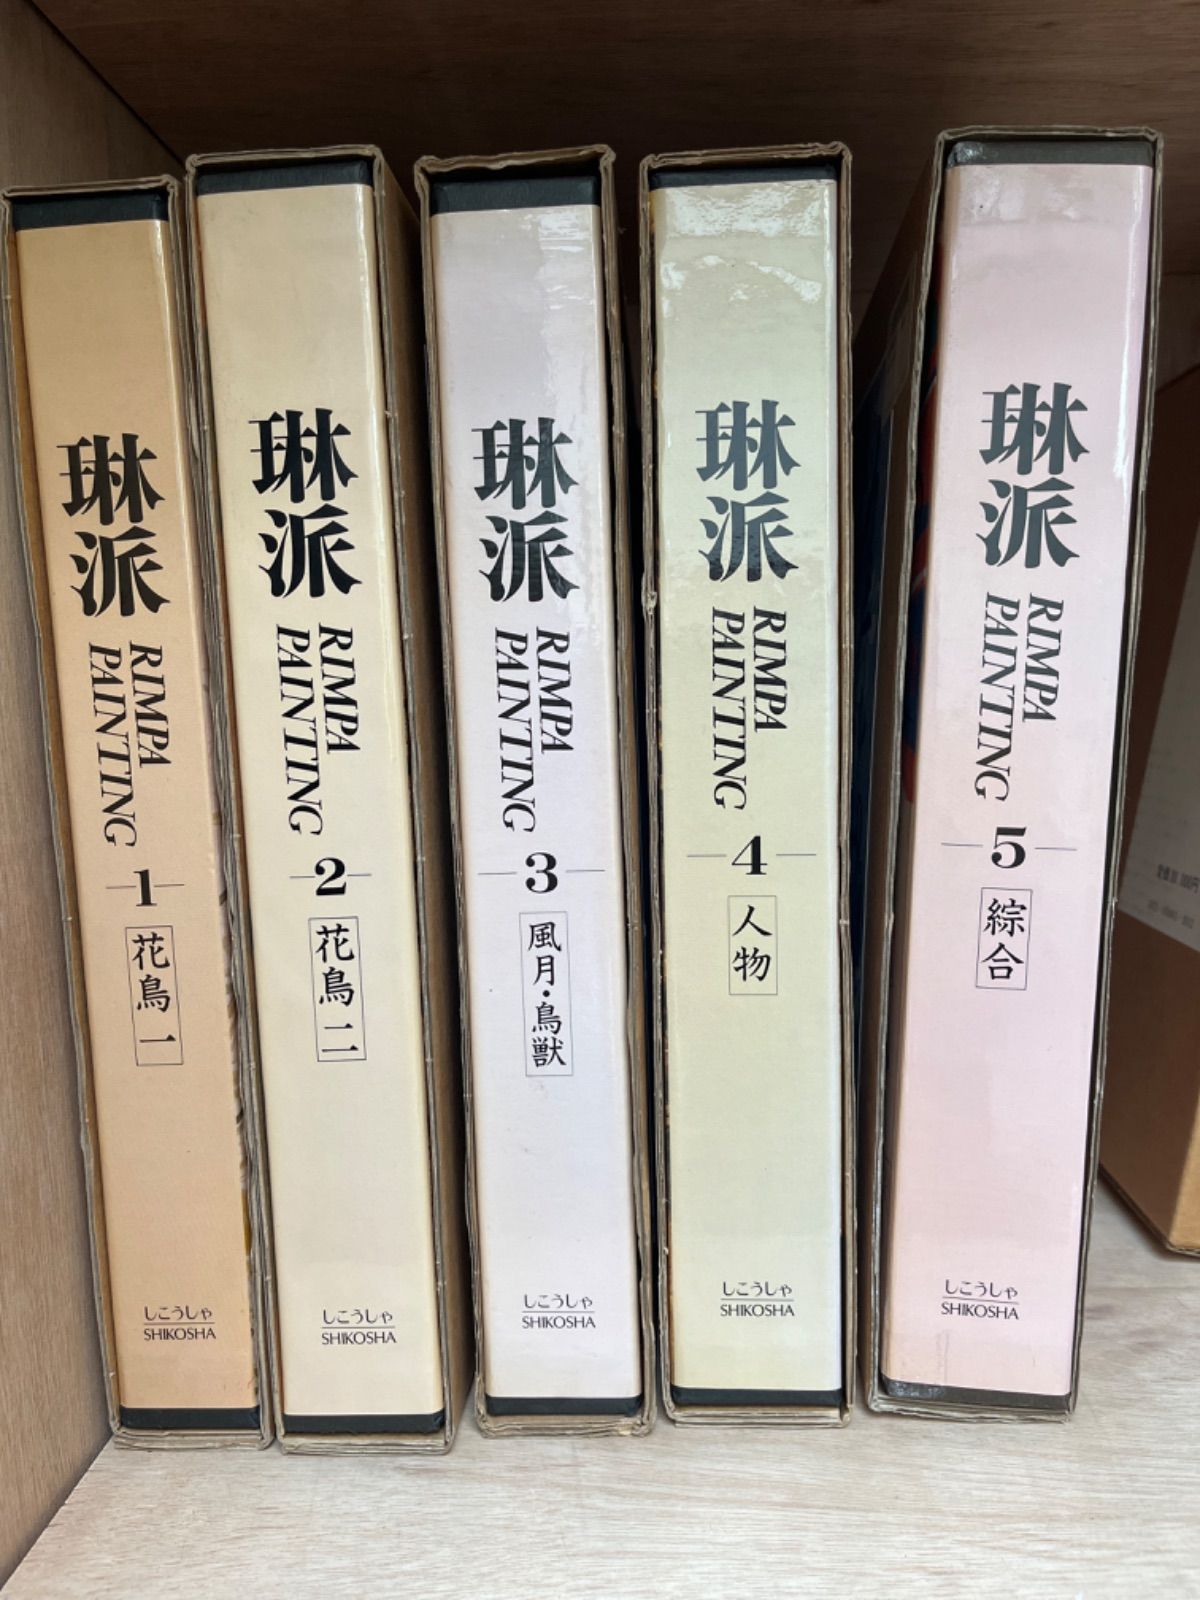 琳派
RIMPA
PAINTING
1
花鳥 一
しこうしゃ
SHIKOSHA
琳派
RIMPA
PAINTING
2
花鳥 二
しこうしゃ
SHIKOSHA
琳派
RIMPA
PAINTING
3
風月・鳥獣
しこうしゃ
SHIKOSHA
琳派
RIMPA
PAINTING
4
人物
しこうしゃ
SHIKOSHA
琳派
RIMPA
PAINTING
5
綜合
しこうしゃ
SHIKOSHA